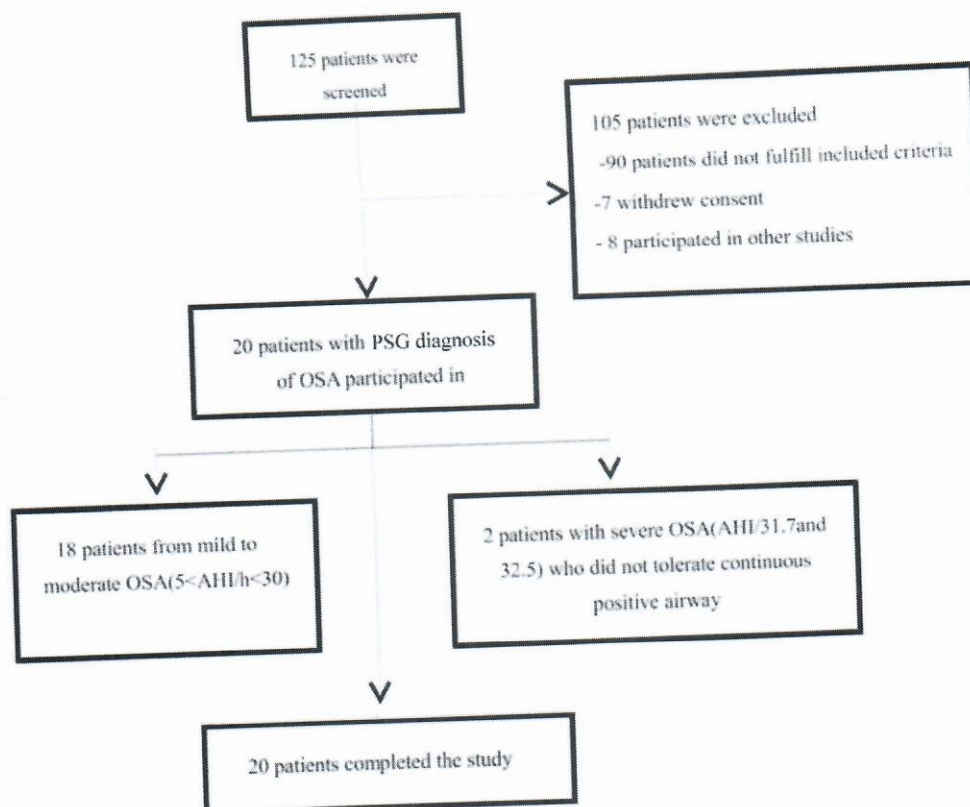 125 patients were
screened
105 patients were excluded
-90 patients did not fulfill included criteria
-7 withdrew consent
- 8 participated in other studies
20 patients with PSG diagnosis
of OSA participated in
18 patients from mild to
moderate OSA(5<AHI/h<30)
2 patients with severe OSA(AHI/31.7and
32.5) who did not tolerate continuous
positive airway
20 patients completed the study